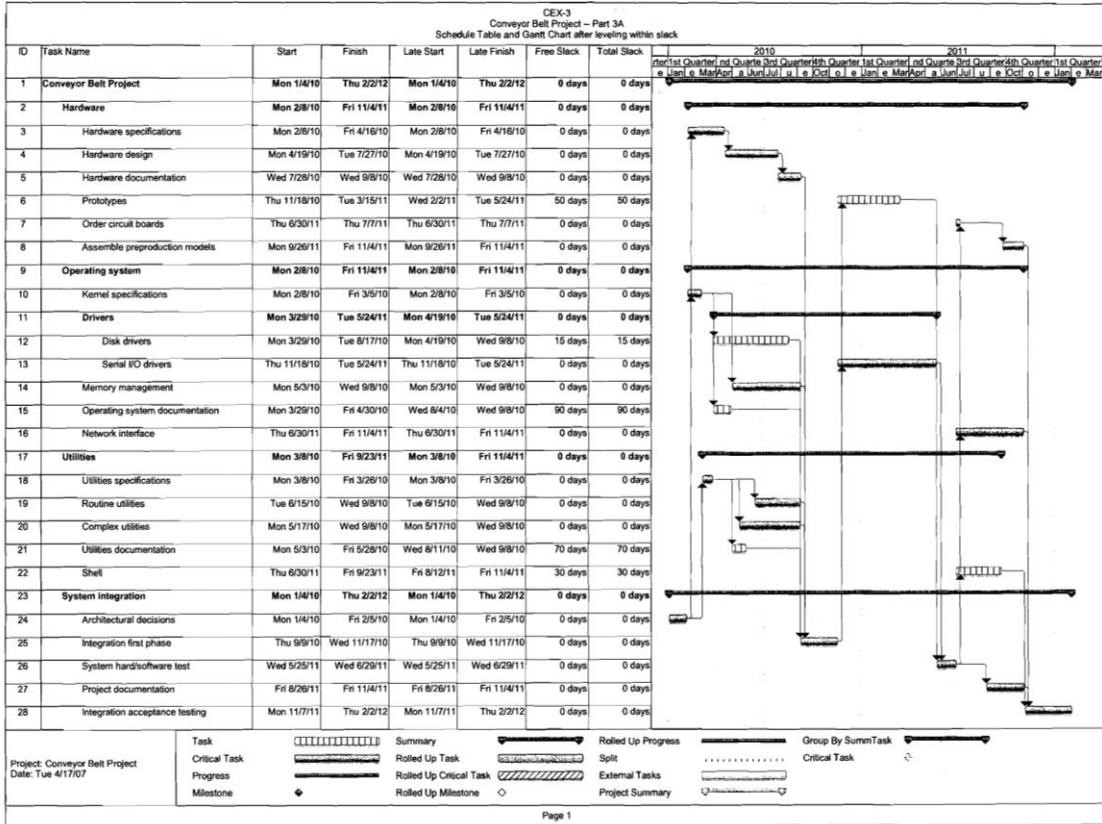 CEX-3
Conveyor Belt Project – Part 3A
Schedule Table and Gantt Chart after leveling within slack
ID Task Name Start Finish Late Start Late Finish Free Slack Total Slack 2010 2011
1st Quarter 3rd Quarter 4th Quarter 1st Quarter 3rd Quarter 4th Quarter 1st Quarter
1 Conveyor Belt Project Mon 1/4/10 Thu 2/2/12 Mon 1/4/10 Thu 2/2/12 0 days 0 days
2 Hardware Mon 2/8/10 Fri 11/4/11 Mon 2/8/10 Fri 11/4/11 0 days 0 days
3 Hardware specifications Mon 2/8/10 Fri 4/16/10 Mon 2/8/10 Fri 4/16/10 0 days 0 days
4 Hardware design Mon 4/19/10 Tue 7/27/10 Mon 4/19/10 Tue 7/27/10 0 days 0 days
5 Hardware documentation Wed 7/28/10 Wed 9/8/10 Wed 7/28/10 Wed 9/8/10 0 days 0 days
6 Prototypes Thu 11/18/10 Tue 3/15/11 Wed 2/2/11 Tue 5/24/11 50 days 50 days
7 Order circuit boards Thu 6/30/11 Thu 7/7/11 Thu 6/30/11 Thu 7/7/11 0 days 0 days
8 Assemble preproduction models Mon 9/26/11 Fri 11/4/11 Mon 9/26/11 Fri 11/4/11 0 days 0 days
9 Operating system Mon 2/8/10 Fri 11/4/11 Mon 2/8/10 Fri 11/4/11 0 days 0 days
10 Kernel specifications Mon 2/8/10 Fri 3/5/10 Mon 2/8/10 Fri 3/5/10 0 days 0 days
11 Drivers Mon 3/29/10 Tue 5/24/11 Mon 4/19/10 Tue 5/24/11 0 days 0 days
12 Disk drivers Mon 3/29/10 Tue 8/17/10 Mon 4/19/10 Wed 9/8/10 15 days 15 days
13 Serial I/O drivers Thu 11/18/10 Tue 5/24/11 Thu 11/18/10 Tue 5/24/11 0 days 0 days
14 Memory management Mon 5/3/10 Wed 9/8/10 Mon 5/3/10 Wed 9/8/10 0 days 0 days
15 Operating system documentation Mon 3/29/10 Fri 4/30/10 Wed 8/4/10 Wed 9/8/10 90 days 90 days
16 Network interface Thu 6/30/11 Fri 11/4/11 Thu 6/30/11 Fri 11/4/11 0 days 0 days
17 Utilities Mon 3/8/10 Fri 9/23/11 Mon 3/8/10 Fri 11/4/11 0 days 0 days
18 Utilities specifications Mon 3/8/10 Fri 3/26/10 Mon 3/8/10 Fri 3/26/10 0 days 0 days
19 Routine utilities Tue 6/15/10 Wed 9/8/10 Tue 6/15/10 Wed 9/8/10 0 days 0 days
20 Complex utilities Mon 5/17/10 Wed 9/8/10 Mon 5/17/10 Wed 9/8/10 0 days 0 days
21 Utilities documentation Mon 5/3/10 Fri 5/28/10 Wed 8/11/10 Wed 9/8/10 70 days 70 days
22 Shell Thu 6/30/11 Fri 9/23/11 Fri 8/12/11 Fri 11/4/11 30 days 30 days
23 System integration Mon 1/4/10 Thu 2/2/12 Mon 1/4/10 Thu 2/2/12 0 days 0 days
24 Architectural decisions Mon 1/4/10 Fri 2/5/10 Mon 1/4/10 Fri 2/5/10 0 days 0 days
25 Integration first phase Thu 9/9/10 Wed 11/17/10 Thu 9/9/10 Wed 11/17/10 0 days 0 days
26 System hard/software test Wed 5/25/11 Wed 6/29/11 Wed 5/25/11 Wed 6/29/11 0 days 0 days
27 Project documentation Fri 8/26/11 Fri 11/4/11 Fri 8/26/11 Fri 11/4/11 0 days 0 days
28 Integration acceptance testing Mon 11/7/11 Thu 2/2/12 Mon 11/7/11 Thu 2/2/12 0 days 0 days
Project: Conveyor Belt Project
Date: Tue 4/17/07
Task Summary Rolled Up Progress Group By SummTask
Critical Task Rolled Up Task Split Critical Task
Progress Rolled Up Critical Task External Tasks
Milestone Rolled Up Milestone Project Summary
Page 1